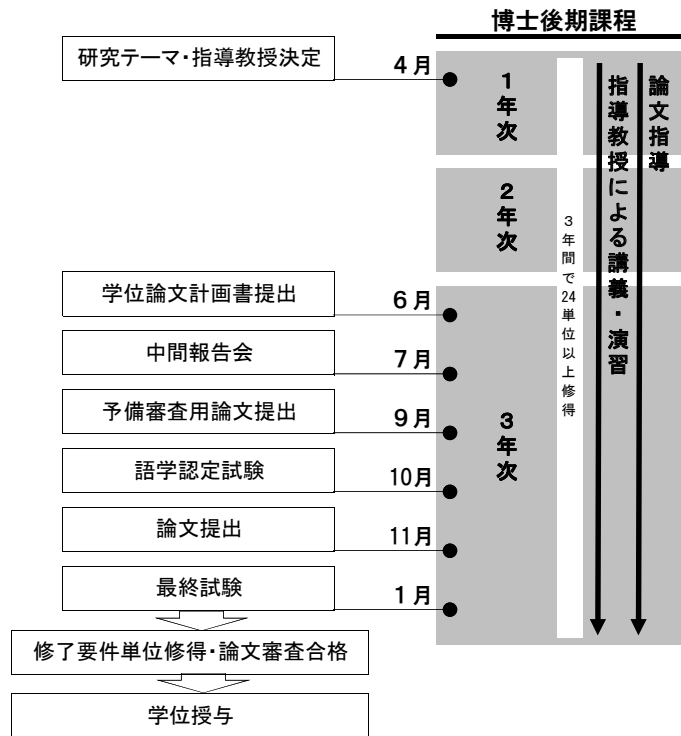 博士後期課程
研究テーマ・指導教授決定
4月
1年次
2年次
3年次
3年間で24単位以上修得
指導教授による講義・演習
論文指導
学位論文計画書提出
6月
中間報告会
7月
予備審査用論文提出
9月
語学認定試験
10月
論文提出
11月
最終試験
1月
修了要件単位修得・論文審査合格
学位授与